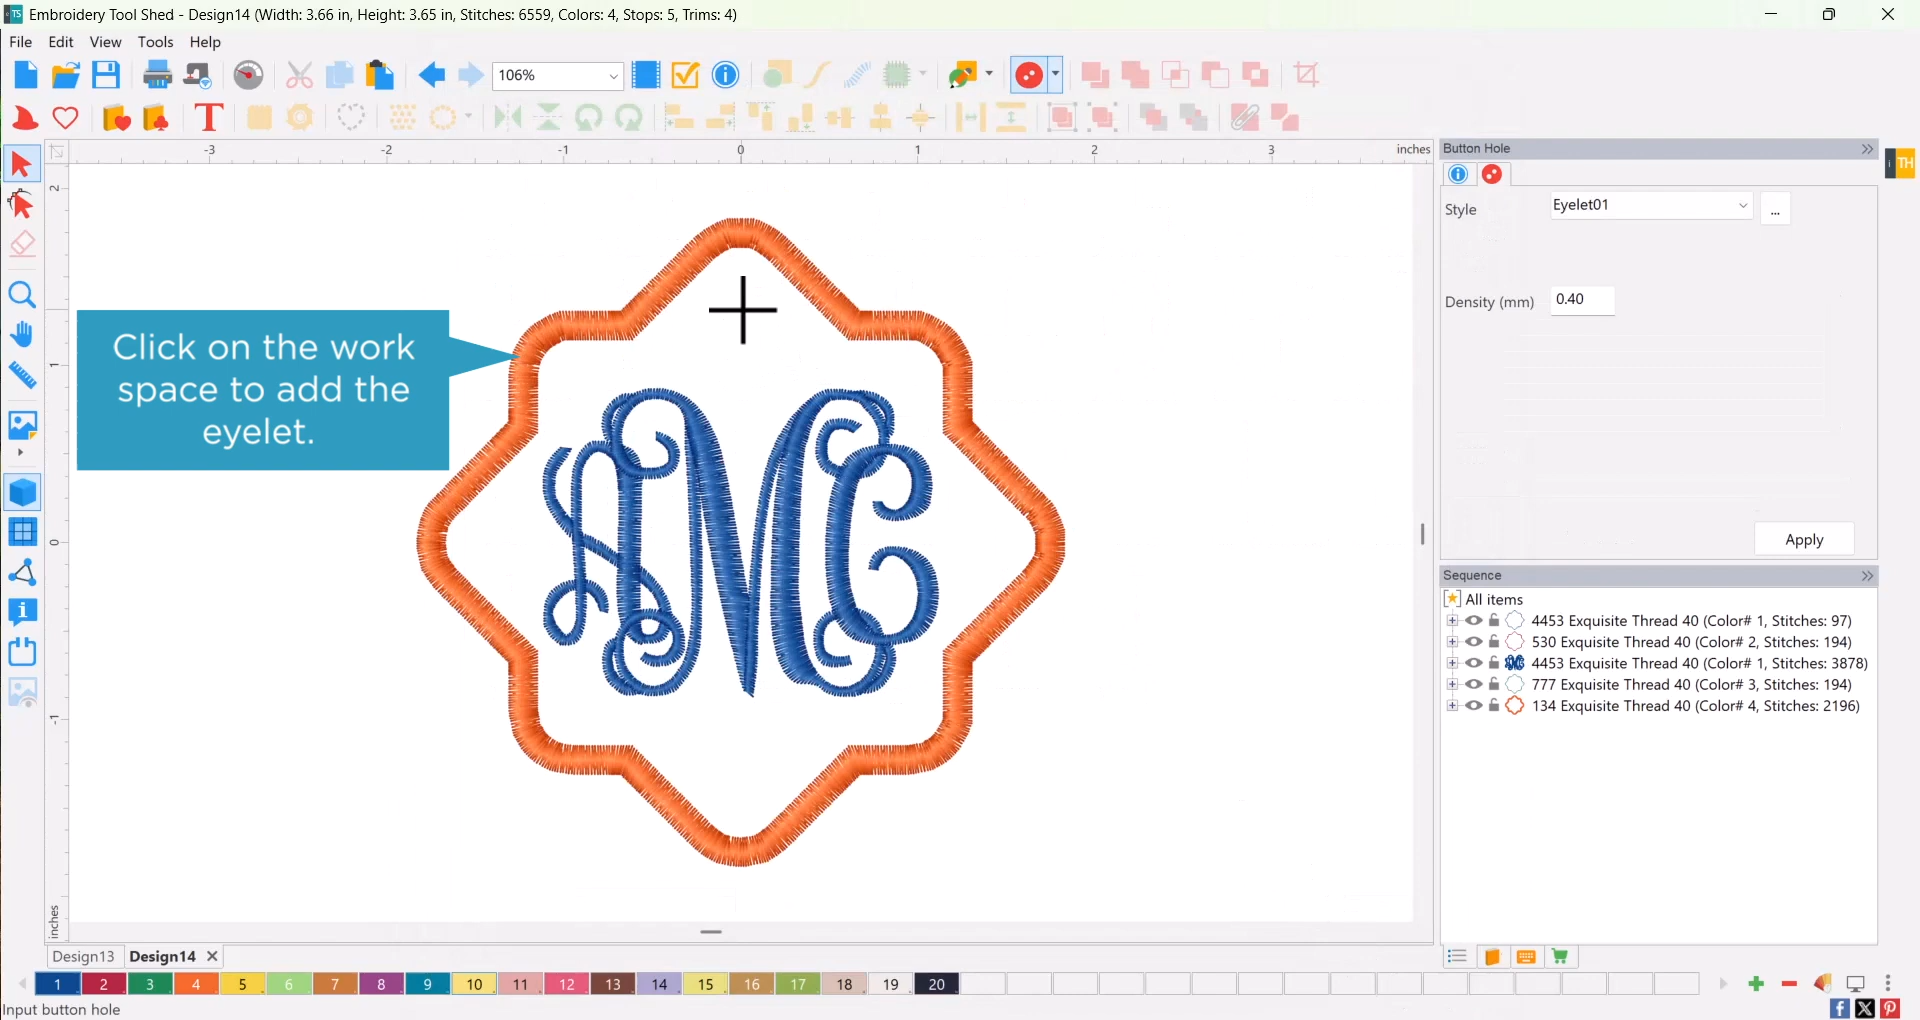 Embroidery Tool Shed - Design14 (Width: 3.66 in, Height: 3.65 in, Stitches: 6559, Colors: 4, Stops: 5, Trims: 4)
File Edit View Tools Help
106%
-3 -2 -1 0 1 2 3 inches
2
1
0
-1
inches
Click on the work
space to add the
eyelet.
AMC
Button Hole
TH
Style Eyelet01 ...
Density (mm) 0.40
Apply
Sequence
All items
4453 Exquisite Thread 40 (Color# 1, Stitches: 97)
530 Exquisite Thread 40 (Color# 2, Stitches: 194)
4453 Exquisite Thread 40 (Color# 1, Stitches: 3878)
777 Exquisite Thread 40 (Color# 3, Stitches: 194)
134 Exquisite Thread 40 (Color# 4, Stitches: 2196)
Design13 Design14
1 2 3 4 5 6 7 8 9 10 11 12 13 14 15 16 17 18 19 20
Input button hole